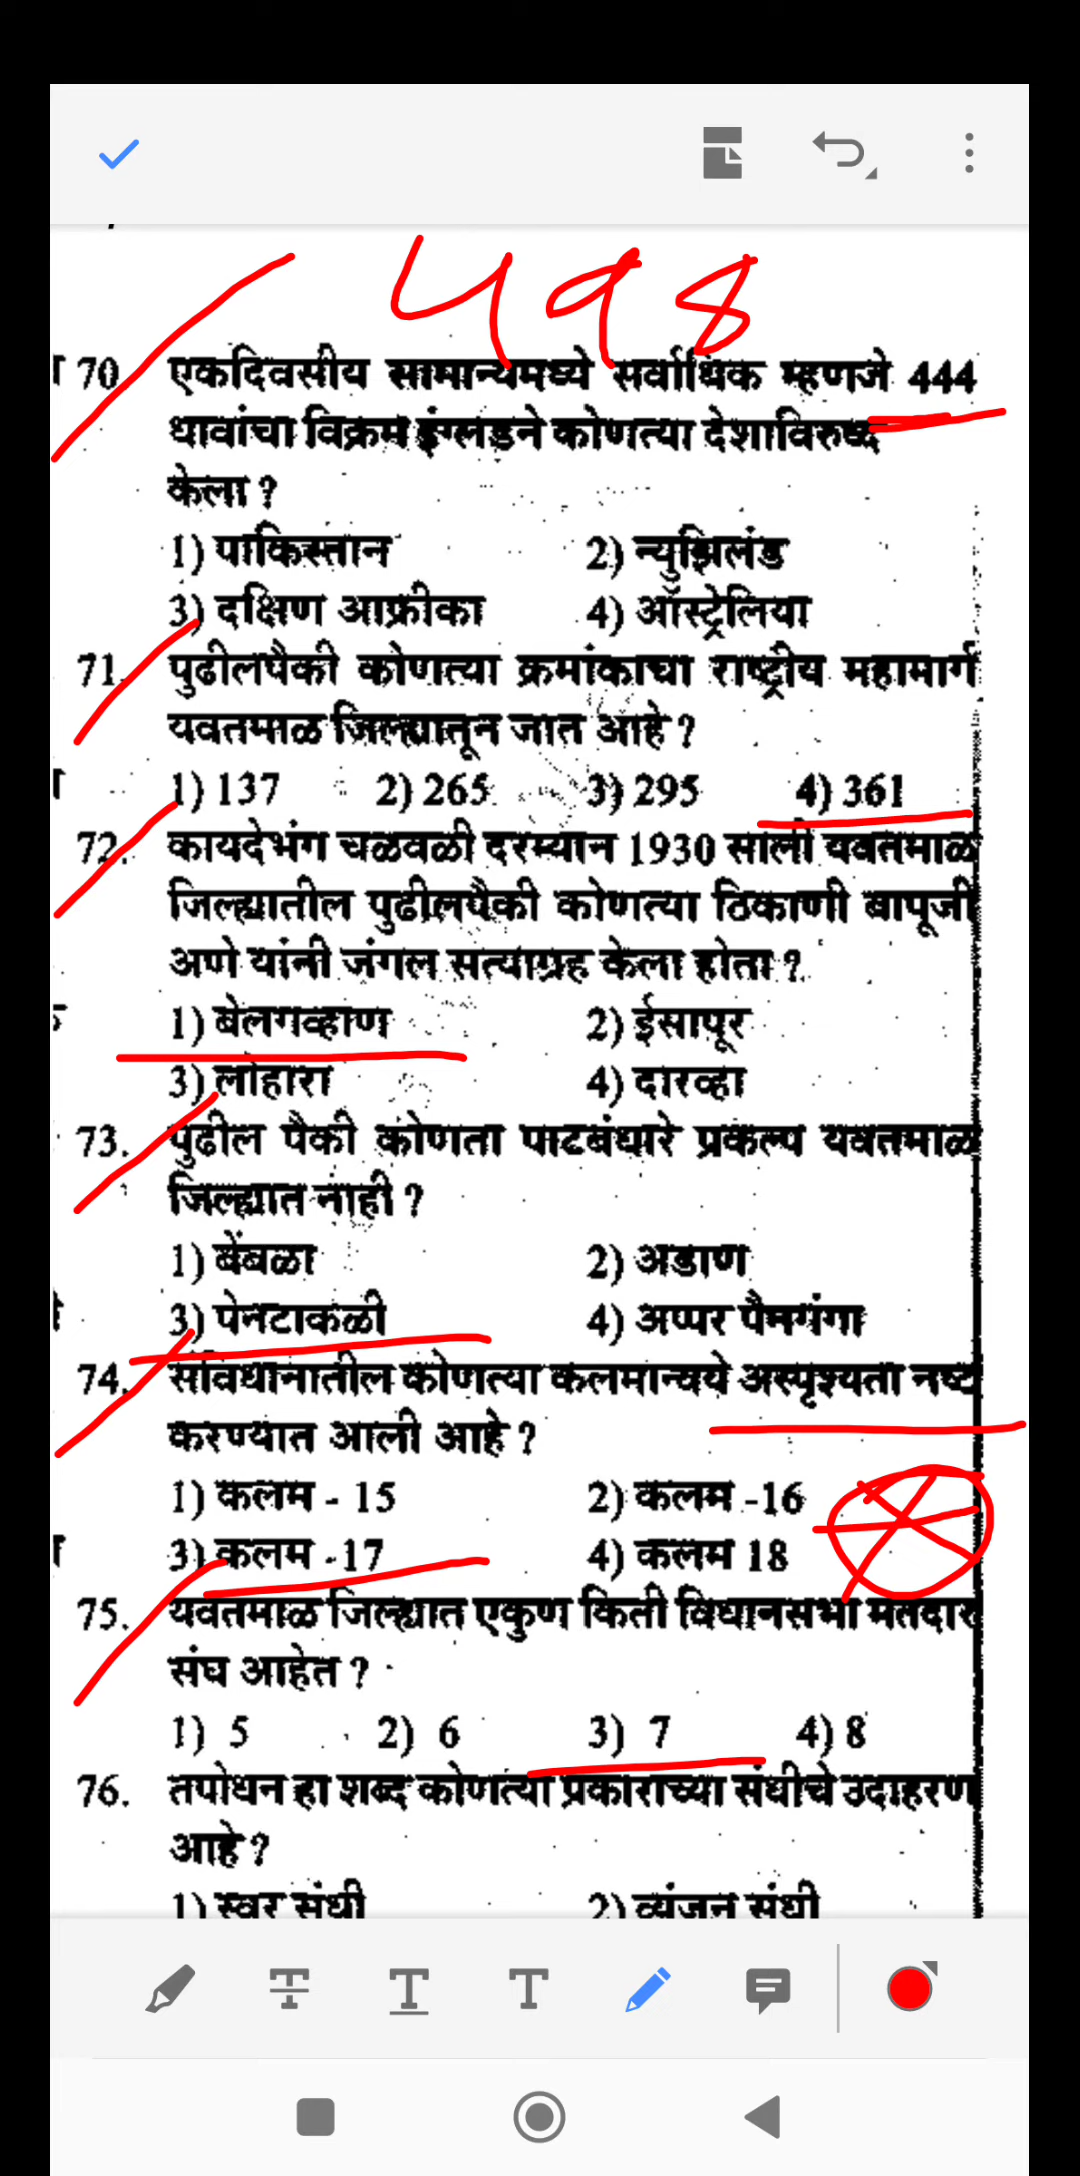 498
70. एकदिवसीय सामान्यमध्ये सर्वाधिक म्हणजे 444
धावांचा विक्रम इंग्लडने कोणत्या देशाविरुध्द
केला ?
1) पाकिस्तान 2) न्युझिलंड
3) दक्षिण आफ्रीका 4) ऑस्ट्रेलिया
71. पुढीलपैकी कोणत्या क्रमांकाचा राष्ट्रीय महामार्ग
यवतमाळ जिल्ह्यातून जात आहे ?
1) 137 2) 265 3) 295 4) 361
72. कायदेभंग चळवळी दरम्यान 1930 साली यवतमाळ
जिल्ह्यातील पुढीलपैकी कोणत्या ठिकाणी बापूजी
अणे यांनी जंगल सत्याग्रह केला होता ?
1) बेलगव्हाण 2) ईसापूर
3) लोहारा 4) दारव्हा
73. पुढील पैकी कोणता पाटबंधारे प्रकल्प यवतमाळ
जिल्ह्यात नाही ?
1) बेंबळा 2) अडाण
3) पेनटाकळी 4) अप्पर पैनगंगा
74. संविधानातील कोणत्या कलमान्वये अस्पृश्यता नष्ट
करण्यात आली आहे ?
1) कलम - 15 2) कलम -16
3) कलम -17 4) कलम 18
75. यवतमाळ जिल्ह्यात एकुण किती विधानसभा मतदार
संघ आहेत ?
1) 5 2) 6 3) 7 4) 8
76. तपोधन हा शब्द कोणत्या प्रकाराच्या संधीचे उदाहरण
आहे ?
1) स्वर संधी 2) व्यंजन संधी